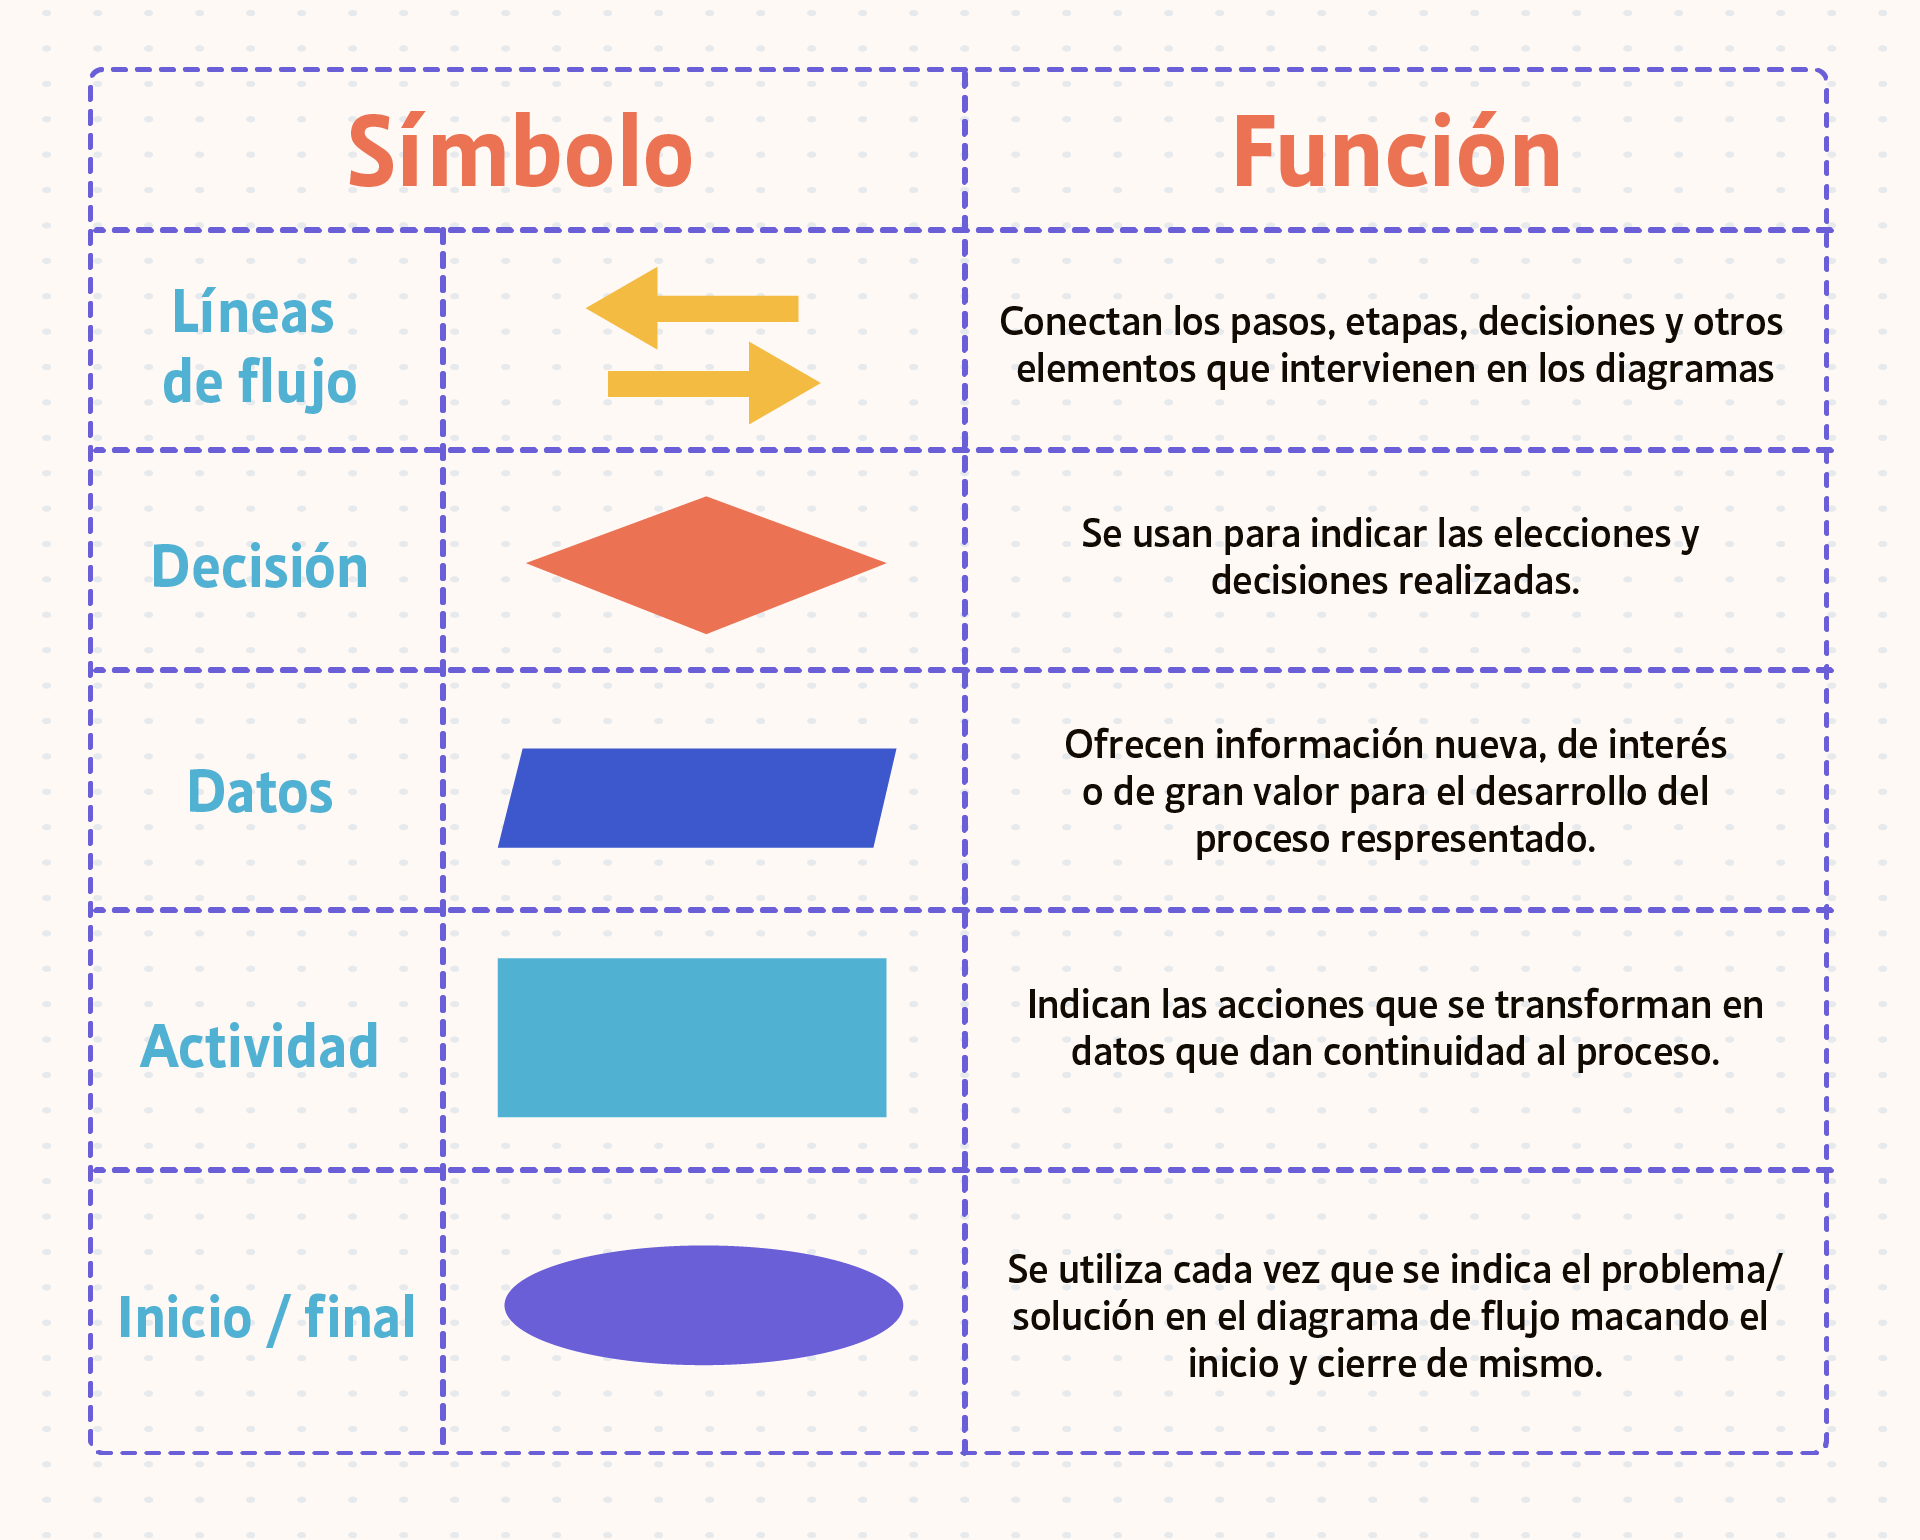 Símbolo
Función
Líneas
de flujo
Conectan los pasos, etapas, decisiones y otros
elementos que intervienen en los diagramas
Decisión
Se usan para indicar las elecciones y
decisiones realizadas.
Datos
Ofrecen información nueva, de interés
o de gran valor para el desarrollo del
proceso respresentado.
Actividad
Indican las acciones que se transforman en
datos que dan continuidad al proceso.
Inicio / final
Se utiliza cada vez que se indica el problema/
solución en el diagrama de flujo macando el
inicio y cierre de mismo.